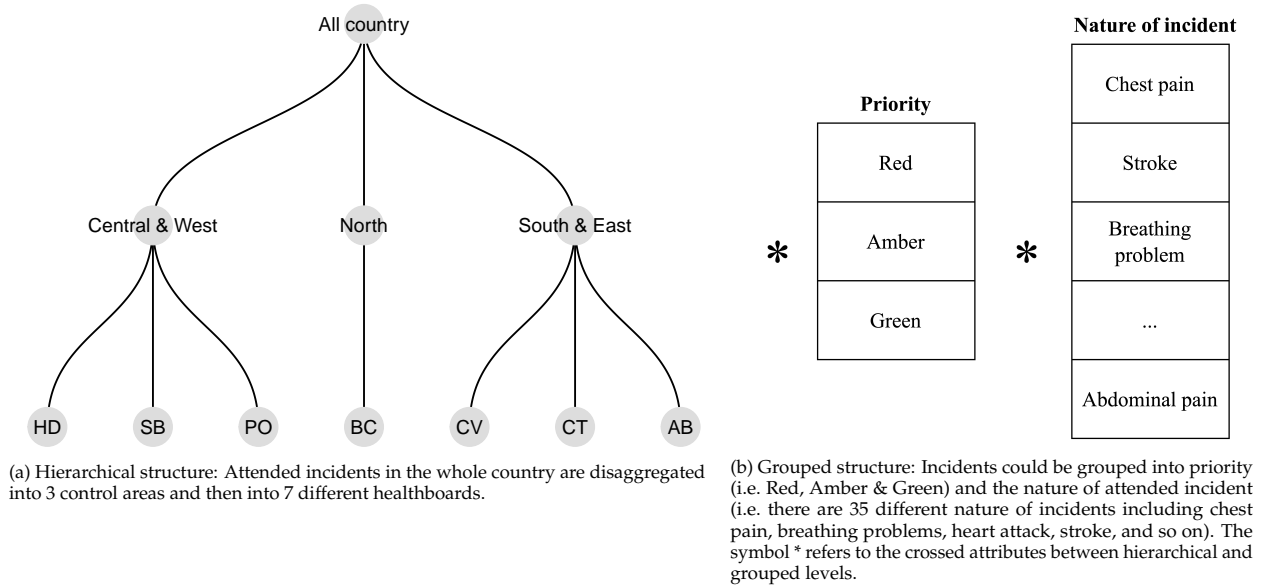 All country
Central & West
North
South & East
HD
SB
PO
BC
CV
CT
AB
(a) Hierarchical structure: Attended incidents in the whole country are disaggregated
into 3 control areas and then into 7 different healthboards.
*
Priority
Red
Amber
Green
*
Nature of incident
Chest pain
Stroke
Breathing
problem
...
Abdominal pain
(b) Grouped structure: Incidents could be grouped into priority
(i.e. Red, Amber & Green) and the nature of attended incident
(i.e. there are 35 different nature of incidents including chest
pain, breathing problems, heart attack, stroke, and so on). The
symbol * refers to the crossed attributes between hierarchical and
grouped levels.